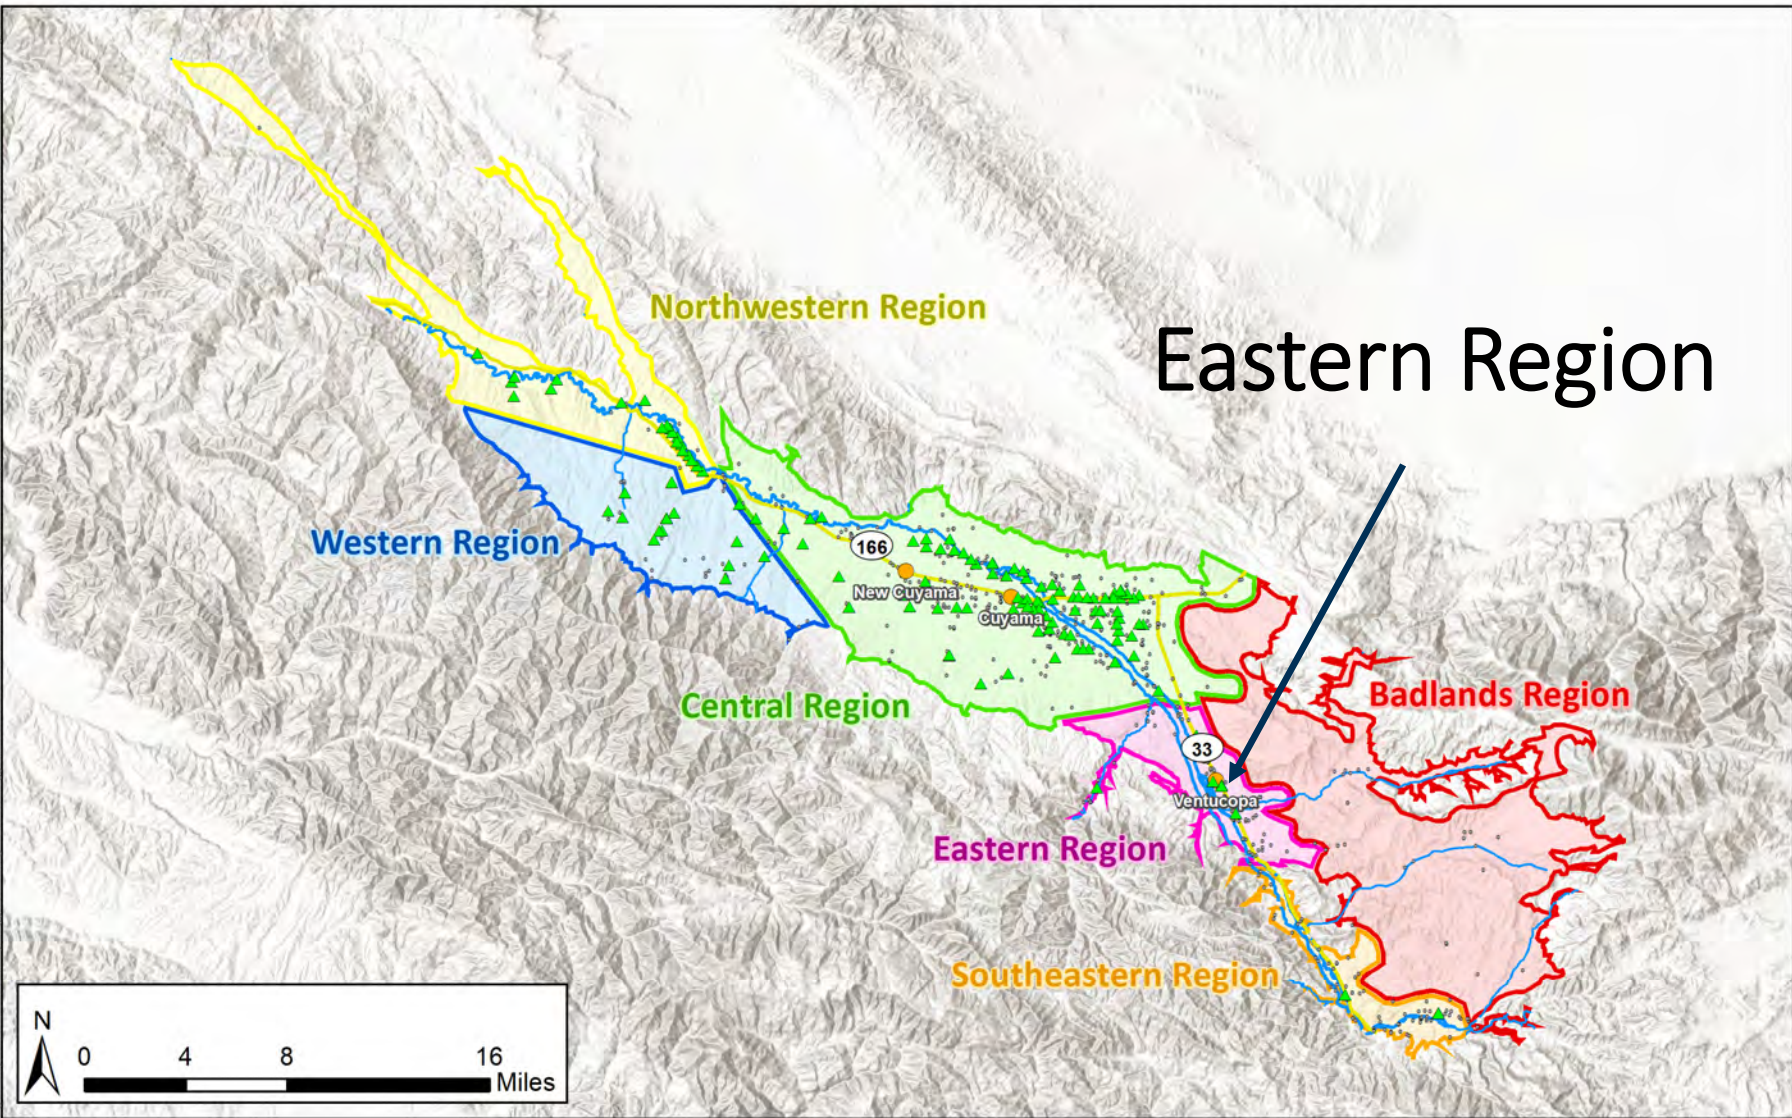 Northwestern Region
Eastern Region
Western Region
166
New Cuyama
Cuyama
Central Region
Badlands Region
33
Ventucopa
Eastern Region
Southeastern Region
N
0 4 8 16
Miles